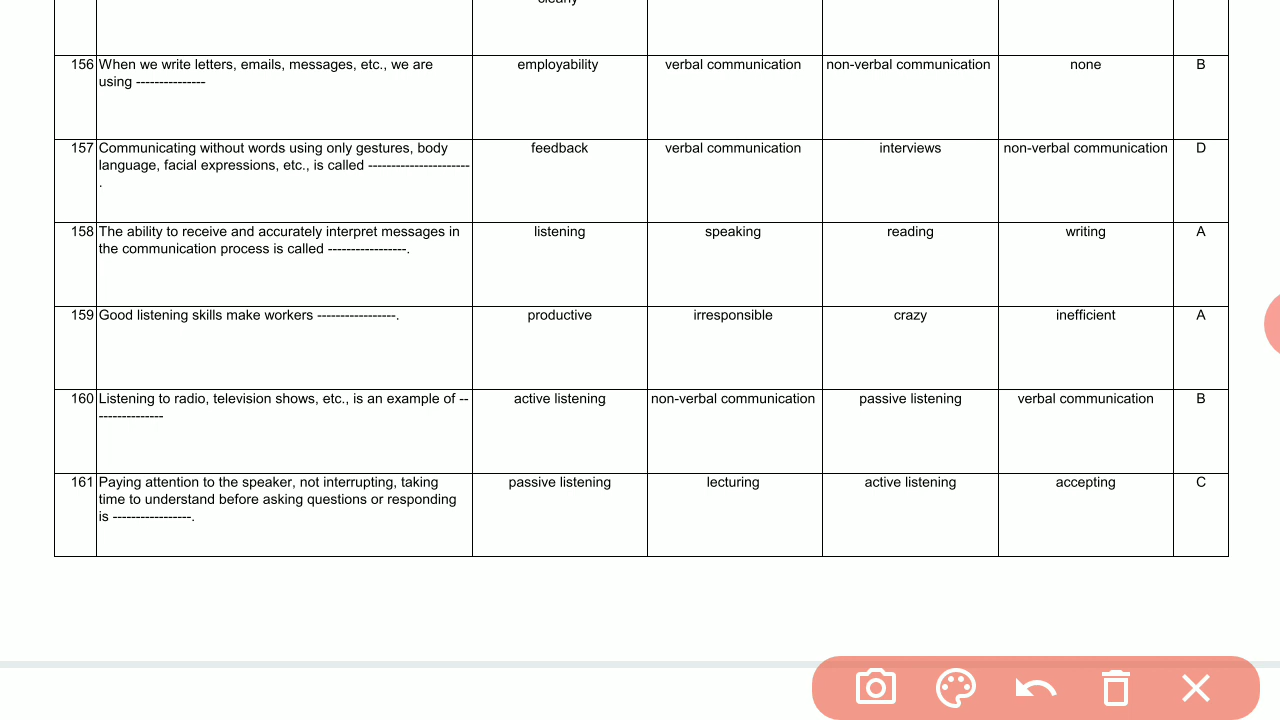 clearly
156 When we write letters, emails, messages, etc., we are employability verbal communication non-verbal communication none B
using ---------------
157 Communicating without words using only gestures, body feedback verbal communication interviews non-verbal communication D
language, facial expressions, etc., is called ----------------------
.
158 The ability to receive and accurately interpret messages in listening speaking reading writing A
the communication process is called -----------------.
159 Good listening skills make workers -----------------. productive irresponsible crazy inefficient A
160 Listening to radio, television shows, etc., is an example of -- active listening non-verbal communication passive listening verbal communication B
--------------
161 Paying attention to the speaker, not interrupting, taking passive listening lecturing active listening accepting C
time to understand before asking questions or responding
is -----------------.